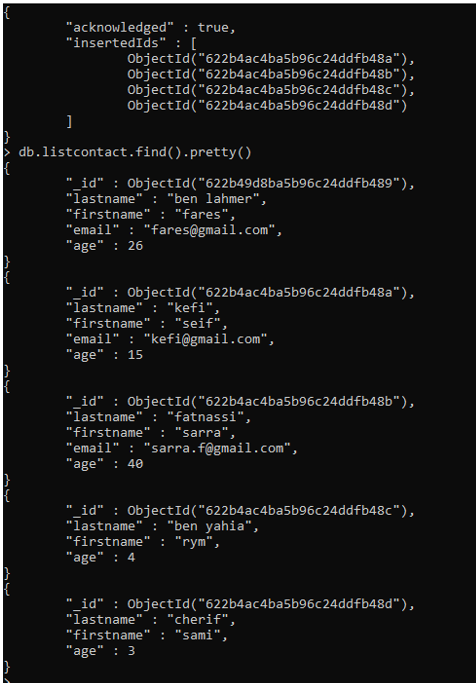 {
        "acknowledged" : true,
        "insertedIds" : [
                ObjectId("622b4ac4ba5b96c24ddfb48a"),
                ObjectId("622b4ac4ba5b96c24ddfb48b"),
                ObjectId("622b4ac4ba5b96c24ddfb48c"),
                ObjectId("622b4ac4ba5b96c24ddfb48d")
        ]
}
> db.listcontact.find().pretty()
{
        "_id" : ObjectId("622b49d8ba5b96c24ddfb489"),
        "lastname" : "ben lahmer",
        "firstname" : "fares",
        "email" : "fares@gmail.com",
        "age" : 26
}
{
        "_id" : ObjectId("622b4ac4ba5b96c24ddfb48a"),
        "lastname" : "kefi",
        "firstname" : "seif",
        "email" : "kefi@gmail.com",
        "age" : 15
}
{
        "_id" : ObjectId("622b4ac4ba5b96c24ddfb48b"),
        "lastname" : "fatnassi",
        "firstname" : "sarra",
        "email" : "sarra.f@gmail.com",
        "age" : 40
}
{
        "_id" : ObjectId("622b4ac4ba5b96c24ddfb48c"),
        "lastname" : "ben yahia",
        "firstname" : "rym",
        "age" : 4
}
{
        "_id" : ObjectId("622b4ac4ba5b96c24ddfb48d"),
        "lastname" : "cherif",
        "firstname" : "sami",
        "age" : 3
}
>